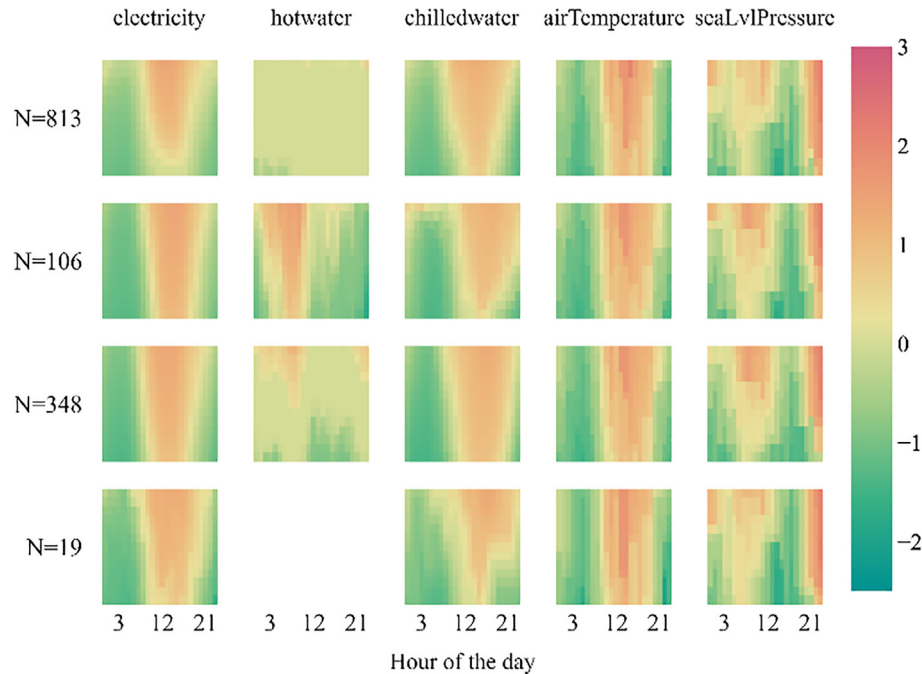 electricity hotwater chilledwater airTemperature seaLvlPressure
3
N=813
2
N=106
1
0
N=348
−1
−2
N=19
3 12 21 3 12 21 3 12 21 3 12 21 3 12 21
Hour of the day